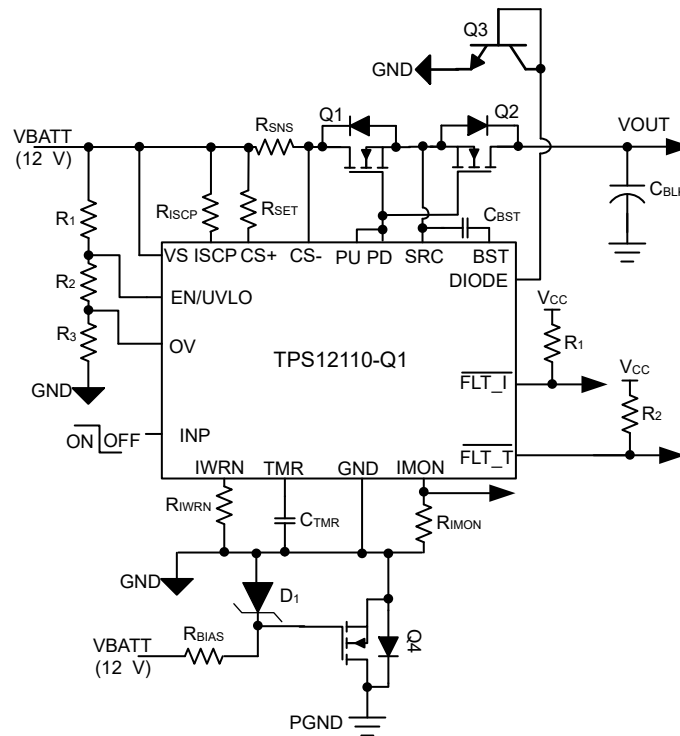 Q3
GND
Q1
Q2
VBATT
(12 V)
RSNS
VOUT
R1
RISCP
RSET
CBST
CBLK
VS
ISCP
CS+
CS-
PU
PD
SRC
BST
DIODE
R2
EN/UVLO
VCC
R3
OV
TPS12110-Q1
R1
GND
FLT_I
VCC
R2
ON
OFF
INP
FLT_T
IWRN
TMR
GND
IMON
RIWRN
CTMR
RIMON
GND
D1
Q4
VBATT
(12 V)
RBIAS
PGND